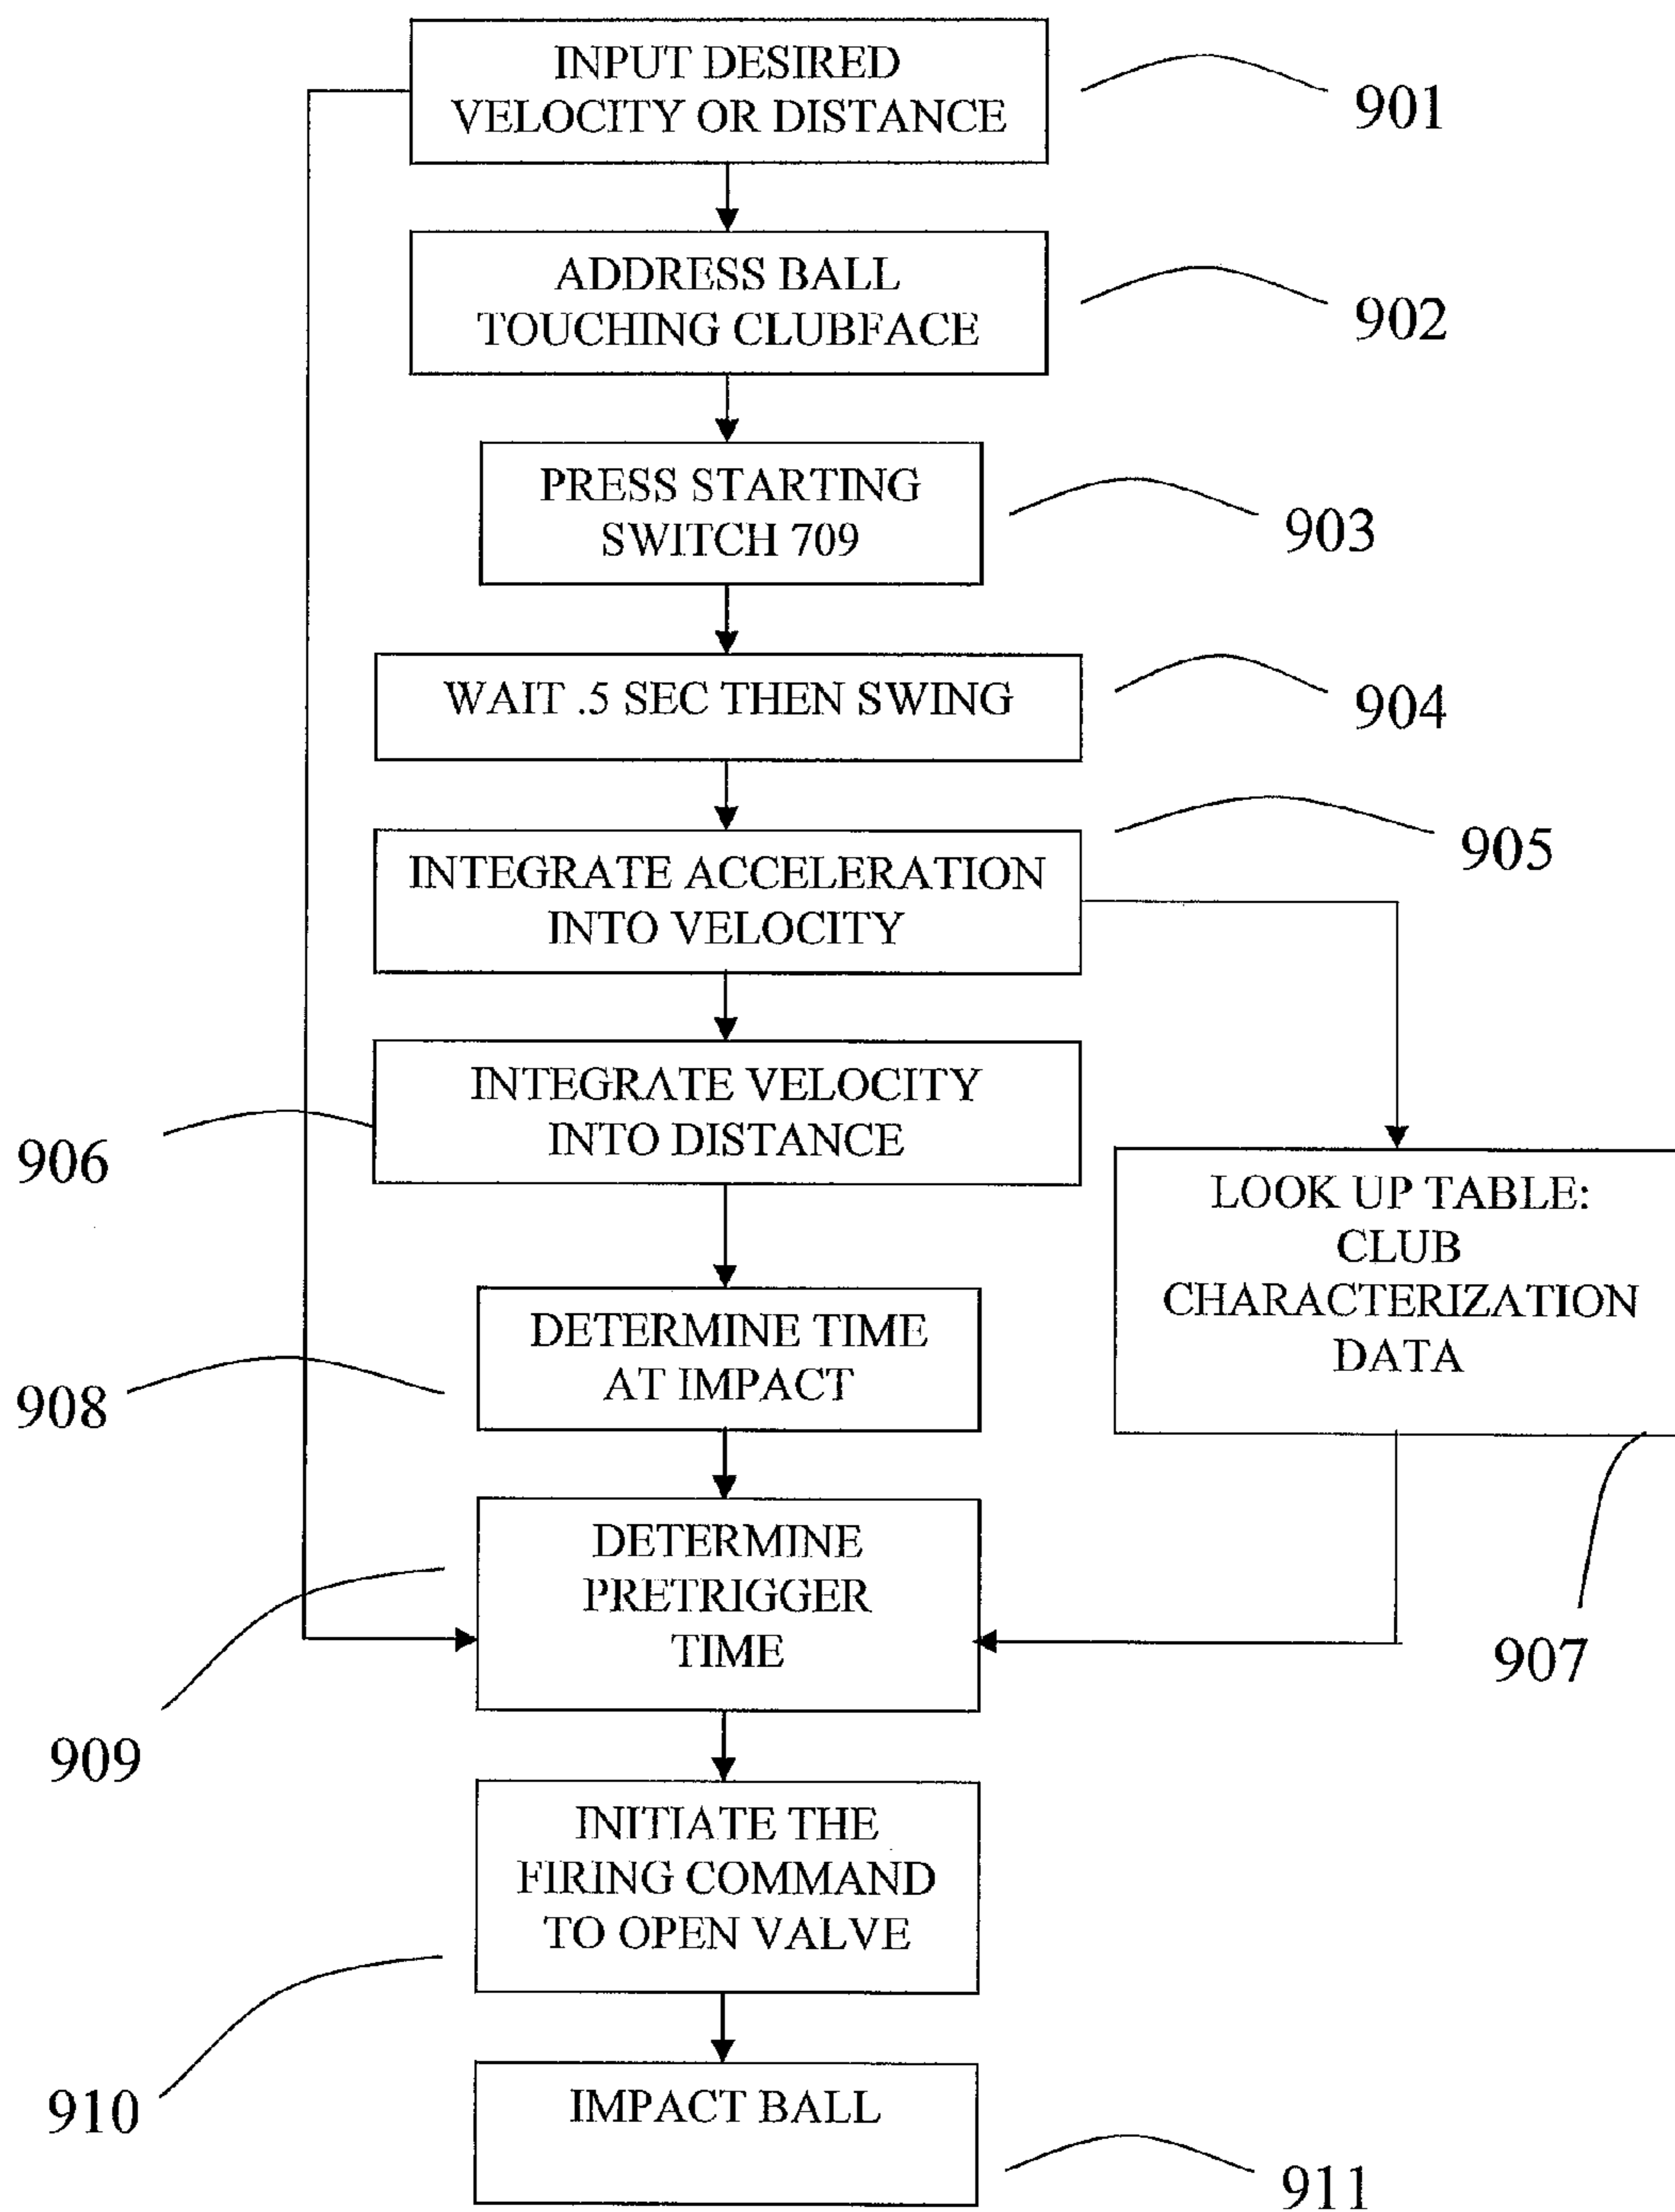 INPUT DESIRED
VELOCITY OR DISTANCE
901
ADDRESS BALL
TOUCHING CLUBFACE
902
PRESS STARTING
SWITCH 709
903
WAIT .5 SEC THEN SWING
904
INTEGRATE ACCELERATION
INTO VELOCITY
905
INTEGRATE VELOCITY
INTO DISTANCE
906
LOOK UP TABLE:
CLUB
CHARACTERIZATION
DATA
907
DETERMINE TIME
AT IMPACT
908
DETERMINE
PRETRIGGER
TIME
909
INITIATE THE
FIRING COMMAND
TO OPEN VALVE
910
IMPACT BALL
911